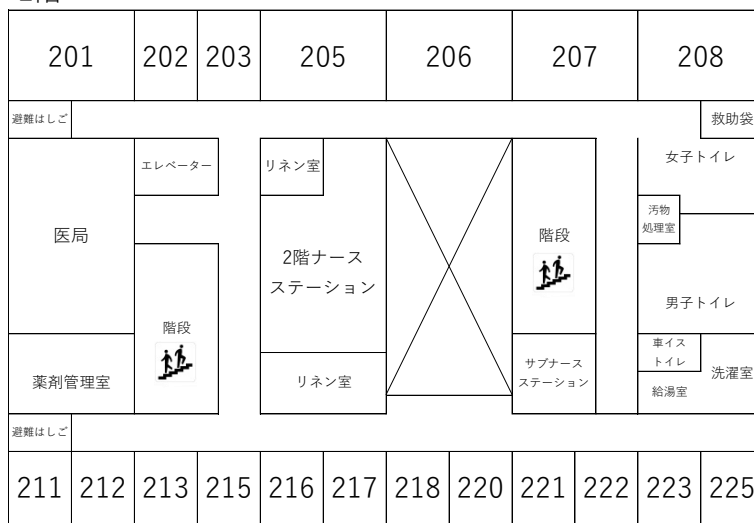 201
202
203
205
206
207
208
避難はしご
救助袋
エレベーター
リネン室
女子トイレ
医局
汚物
処理室
2階ナース
ステーション
階段
男子トイレ
階段
薬剤管理室
リネン室
サブナース
ステーション
車イス
トイレ
洗濯室
給湯室
避難はしご
211
212
213
215
216
217
218
220
221
222
223
225